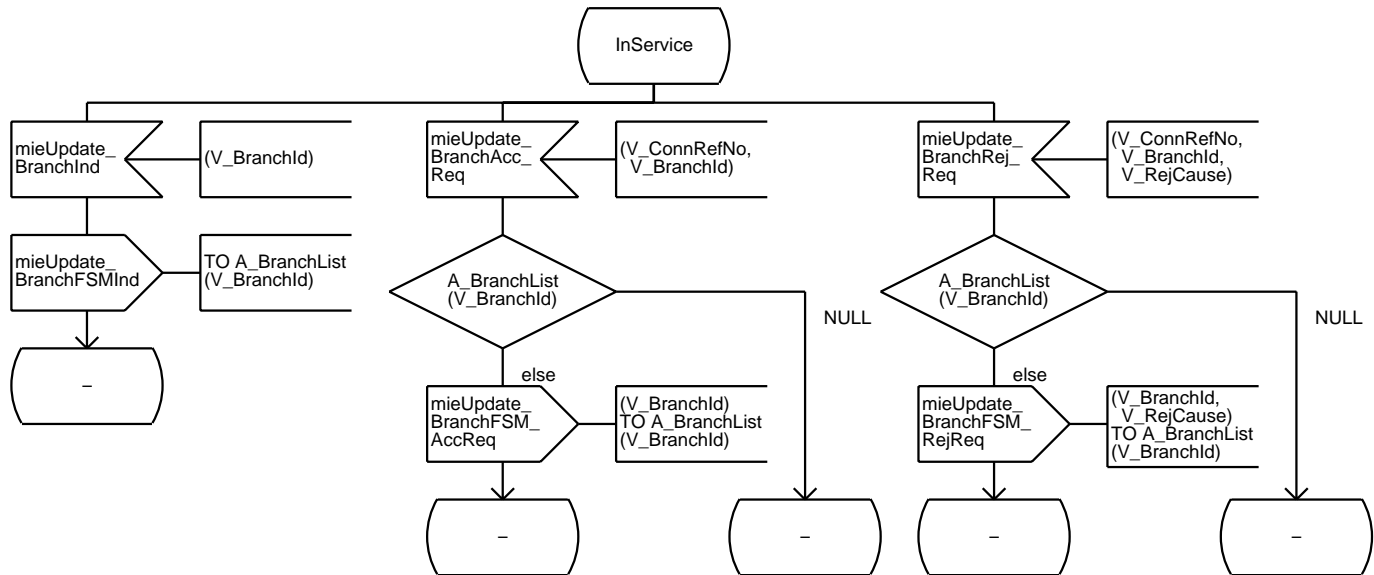 InService
mieUpdate_
BranchInd
(V_BranchId)
mieUpdate_
BranchAcc_
Req
(V_ConnRefNo,
V_BranchId)
mieUpdate_
BranchRej_
Req
(V_ConnRefNo,
V_BranchId,
V_RejCause)
mieUpdate_
BranchFSMInd
TO A_BranchList
(V_BranchId)
A_BranchList
(V_BranchId)
NULL
A_BranchList
(V_BranchId)
NULL
–
else
mieUpdate_
BranchFSM_
AccReq
(V_BranchId)
TO A_BranchList
(V_BranchId)
else
mieUpdate_
BranchFSM_
RejReq
(V_BranchId,
V_RejCause)
TO A_BranchList
(V_BranchId)
–
–
–
–